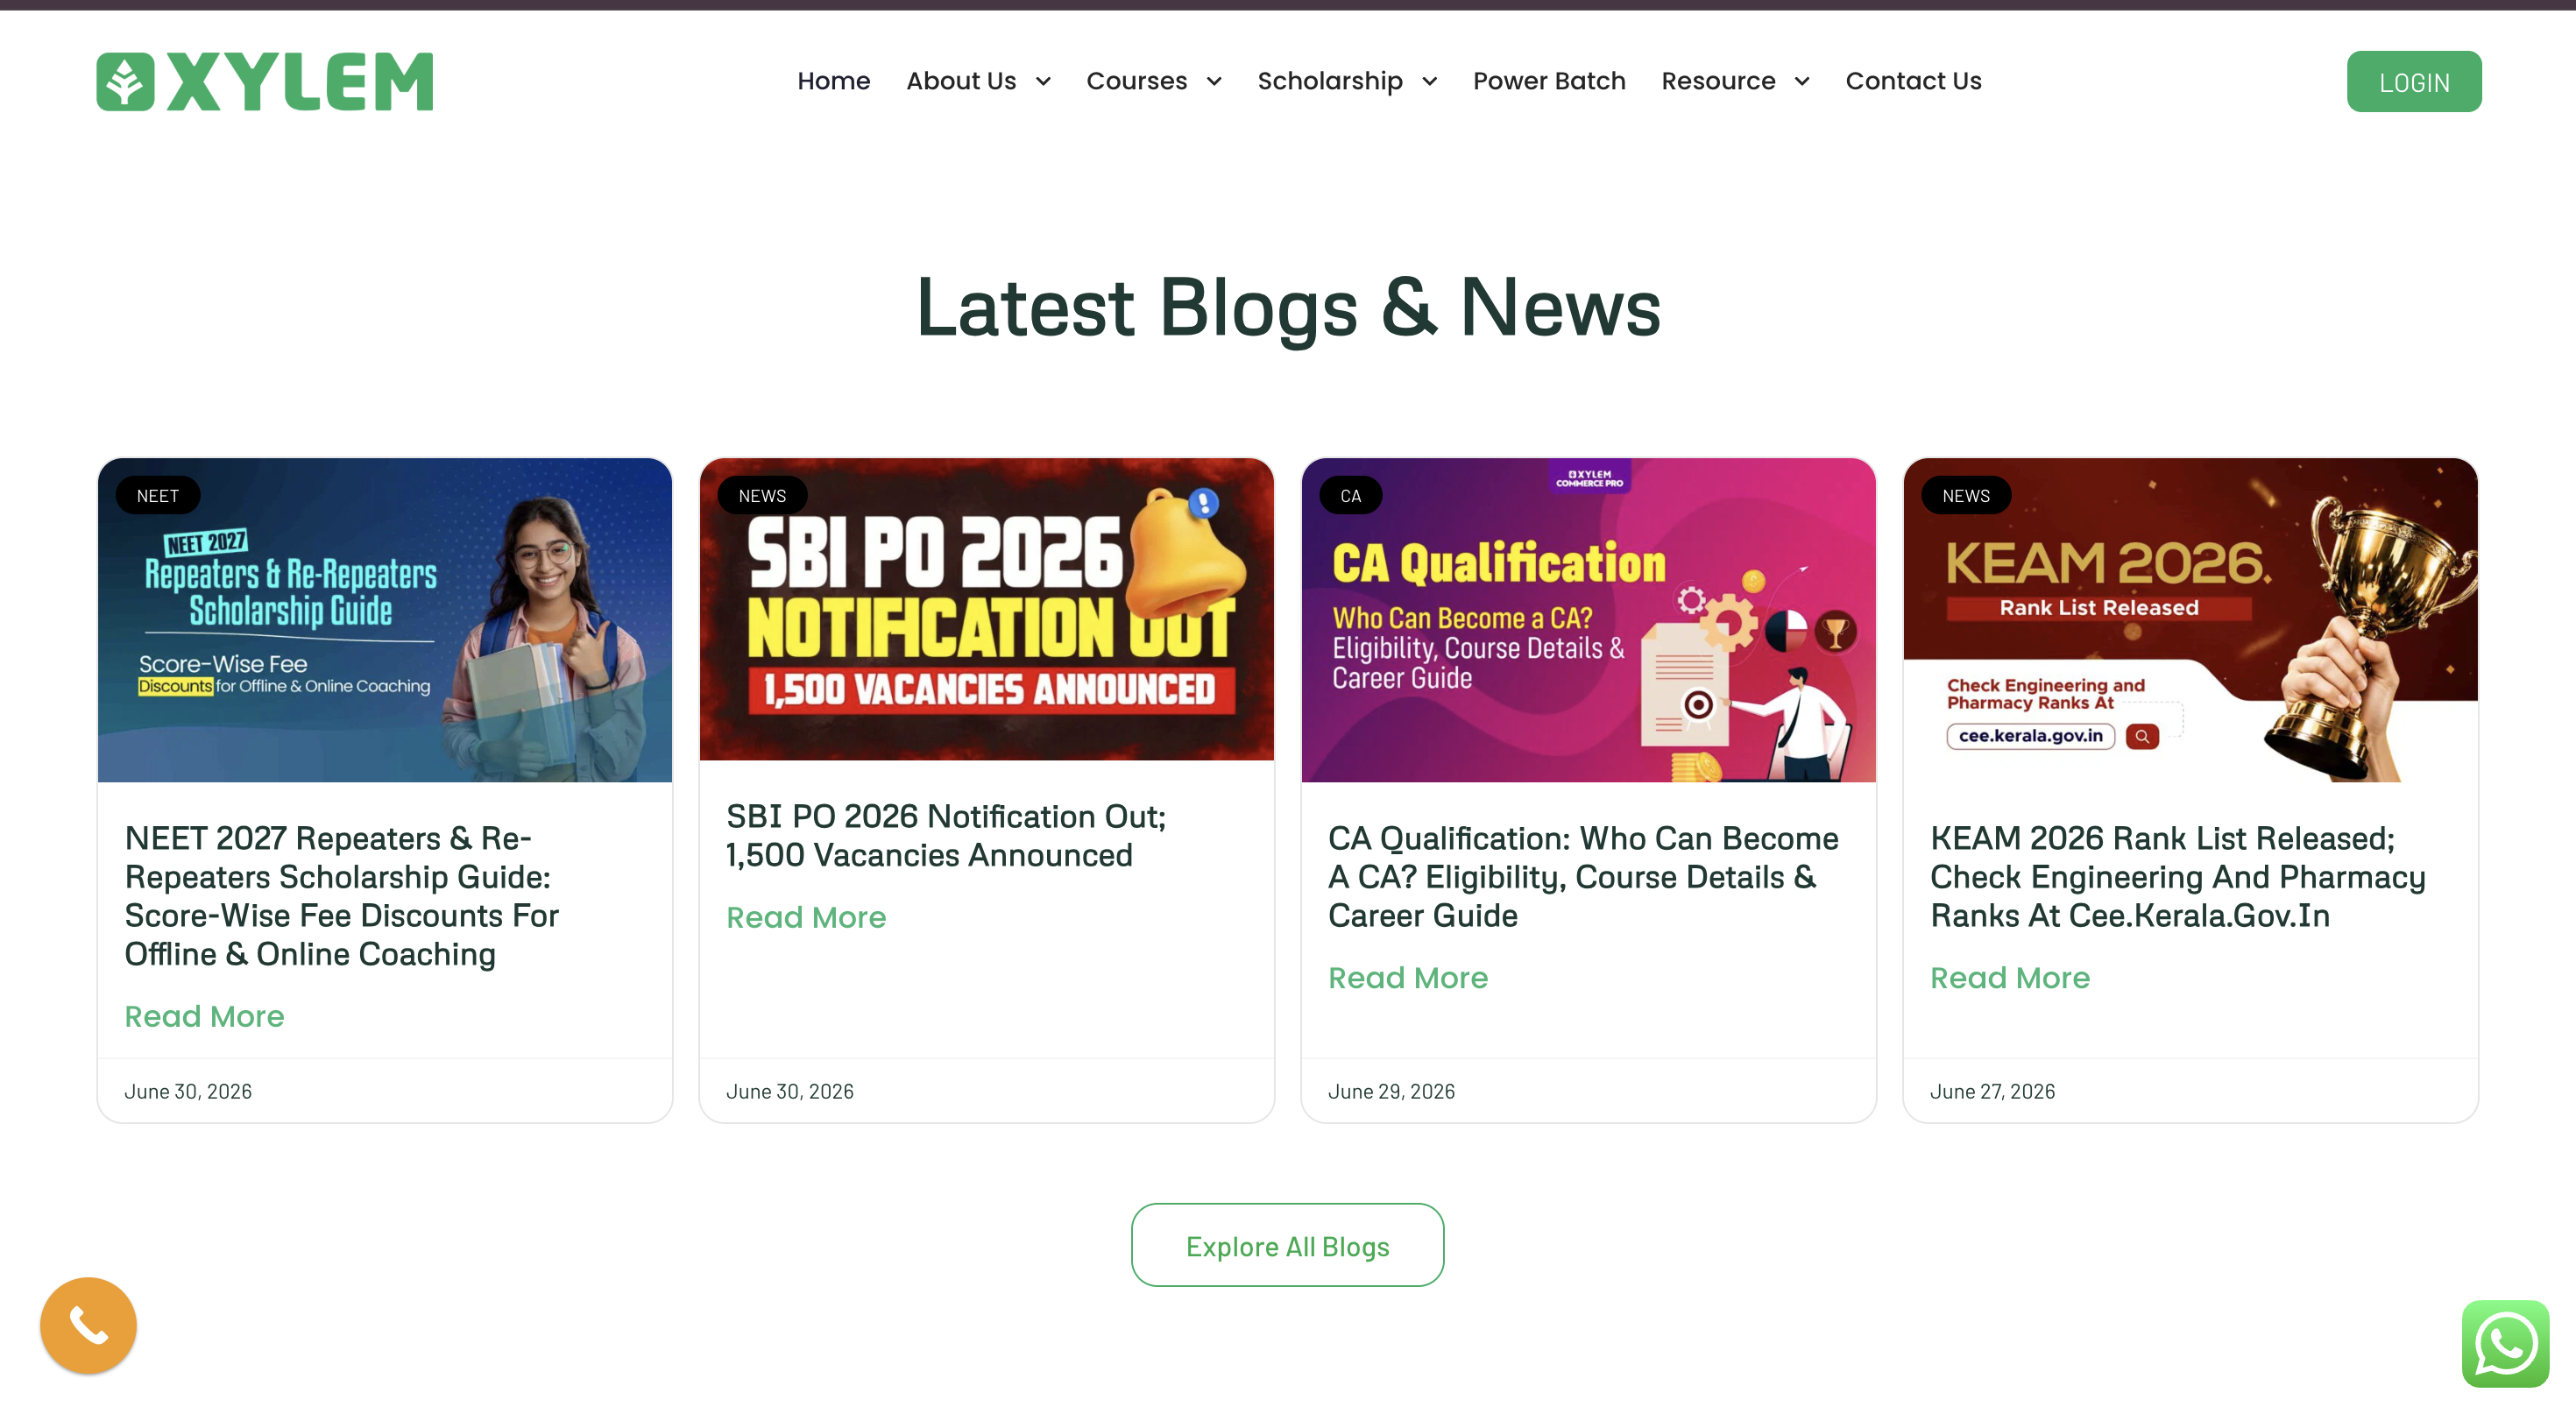 XYLEM
Home About Us Courses Scholarship Power Batch Resource Contact Us
LOGIN
Latest Blogs & News
NEET
NEET 2027
Repeaters & Re-Repeaters
Scholarship Guide
Score-Wise Fee
Discounts for Offline & Online Coaching
NEET 2027 Repeaters & Re-
Repeaters Scholarship Guide:
Score-Wise Fee Discounts For
Offline & Online Coaching
Read More
June 30, 2026
NEWS
SBI PO 2026
NOTIFICATION OUT
1,500 VACANCIES ANNOUNCED
SBI PO 2026 Notification Out;
1,500 Vacancies Announced
Read More
June 30, 2026
CA
XYLEM
COMMERCE PRO
CA Qualification
Who Can Become a CA?
Eligibility, Course Details &
Career Guide
CA Qualification: Who Can Become
A CA? Eligibility, Course Details &
Career Guide
Read More
June 29, 2026
NEWS
KEAM 2026
Rank List Released
Check Engineering and
Pharmacy Ranks At
cee.kerala.gov.in
KEAM 2026 Rank List Released;
Check Engineering And Pharmacy
Ranks At Cee.Kerala.Gov.In
Read More
June 27, 2026
Explore All Blogs